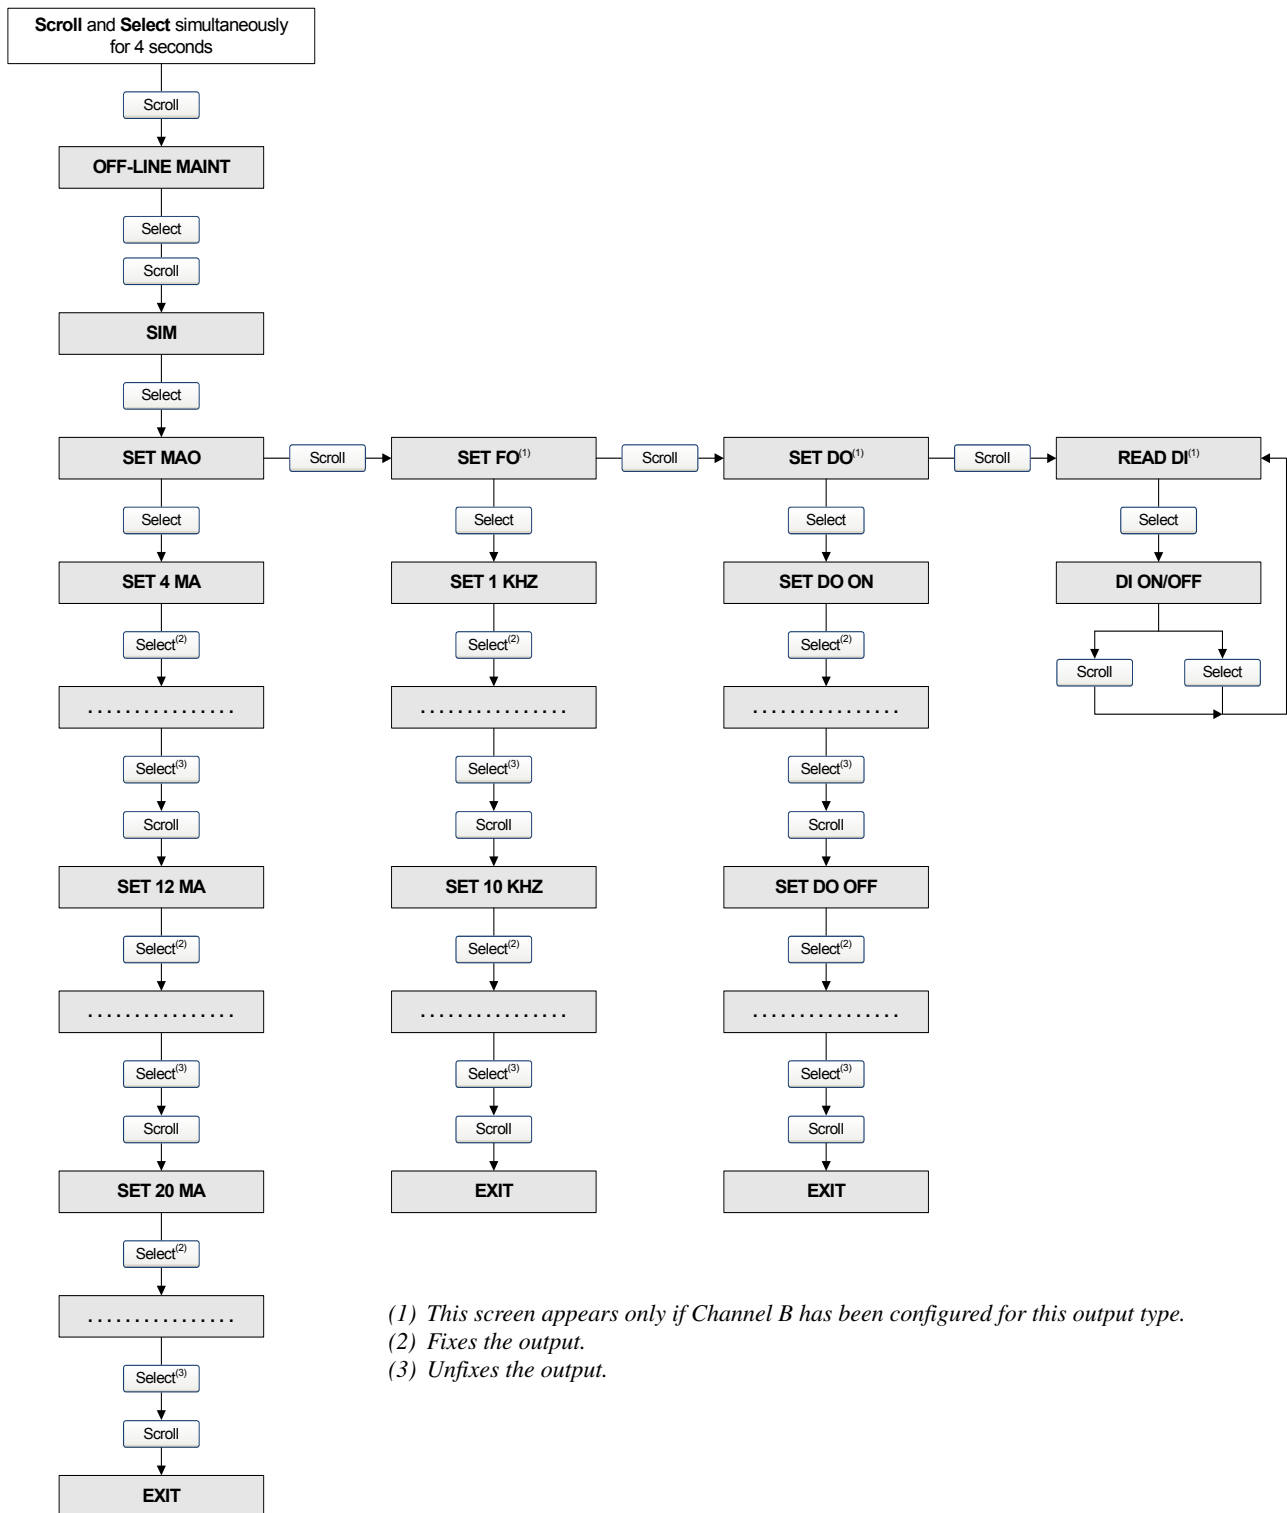 Scroll and Select simultaneously
for 4 seconds
Scroll
OFF-LINE MAINT
Select
Scroll
SIM
Select
SET MAO
Scroll
SET FO(1)
Scroll
SET DO(1)
Scroll
READ DI(1)
Select
Select
Select
Select
SET 4 MA
SET 1 KHZ
SET DO ON
DI ON/OFF
Select(2)
Select(2)
Select(2)
Scroll
Select
. . . . . . . . . . . . . . . .
. . . . . . . . . . . . . . . .
. . . . . . . . . . . . . . . .
Select(3)
Select(3)
Select(3)
Scroll
Scroll
Scroll
SET 12 MA
SET 10 KHZ
SET DO OFF
Select(2)
Select(2)
Select(2)
. . . . . . . . . . . . . . . .
. . . . . . . . . . . . . . . .
. . . . . . . . . . . . . . . .
Select(3)
Select(3)
Select(3)
Scroll
Scroll
Scroll
SET 20 MA
EXIT
EXIT
Select(2)
. . . . . . . . . . . . . . . .
Select(3)
Scroll
EXIT
(1) This screen appears only if Channel B has been configured for this output type.
(2) Fixes the output.
(3) Unfixes the output.